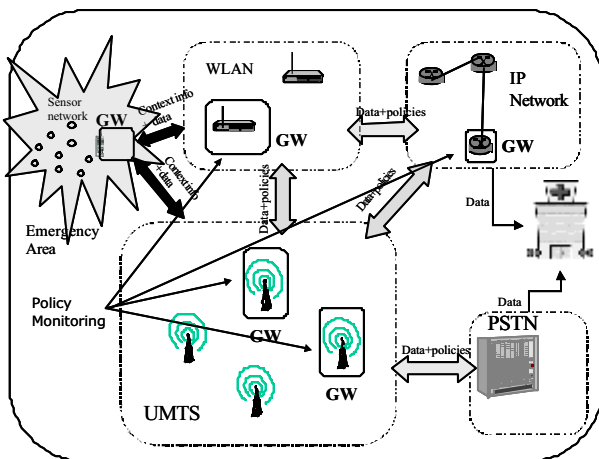 WLAN
IP
Network
Sensor
network
GW
Context info
+ data
GW
Data+policies
GW
Context info
+ data
Data+policies
Data+policies
Data
Emergency
Area
Policy
Monitoring
GW
GW
Data
PSTN
Data+policies
UMTS